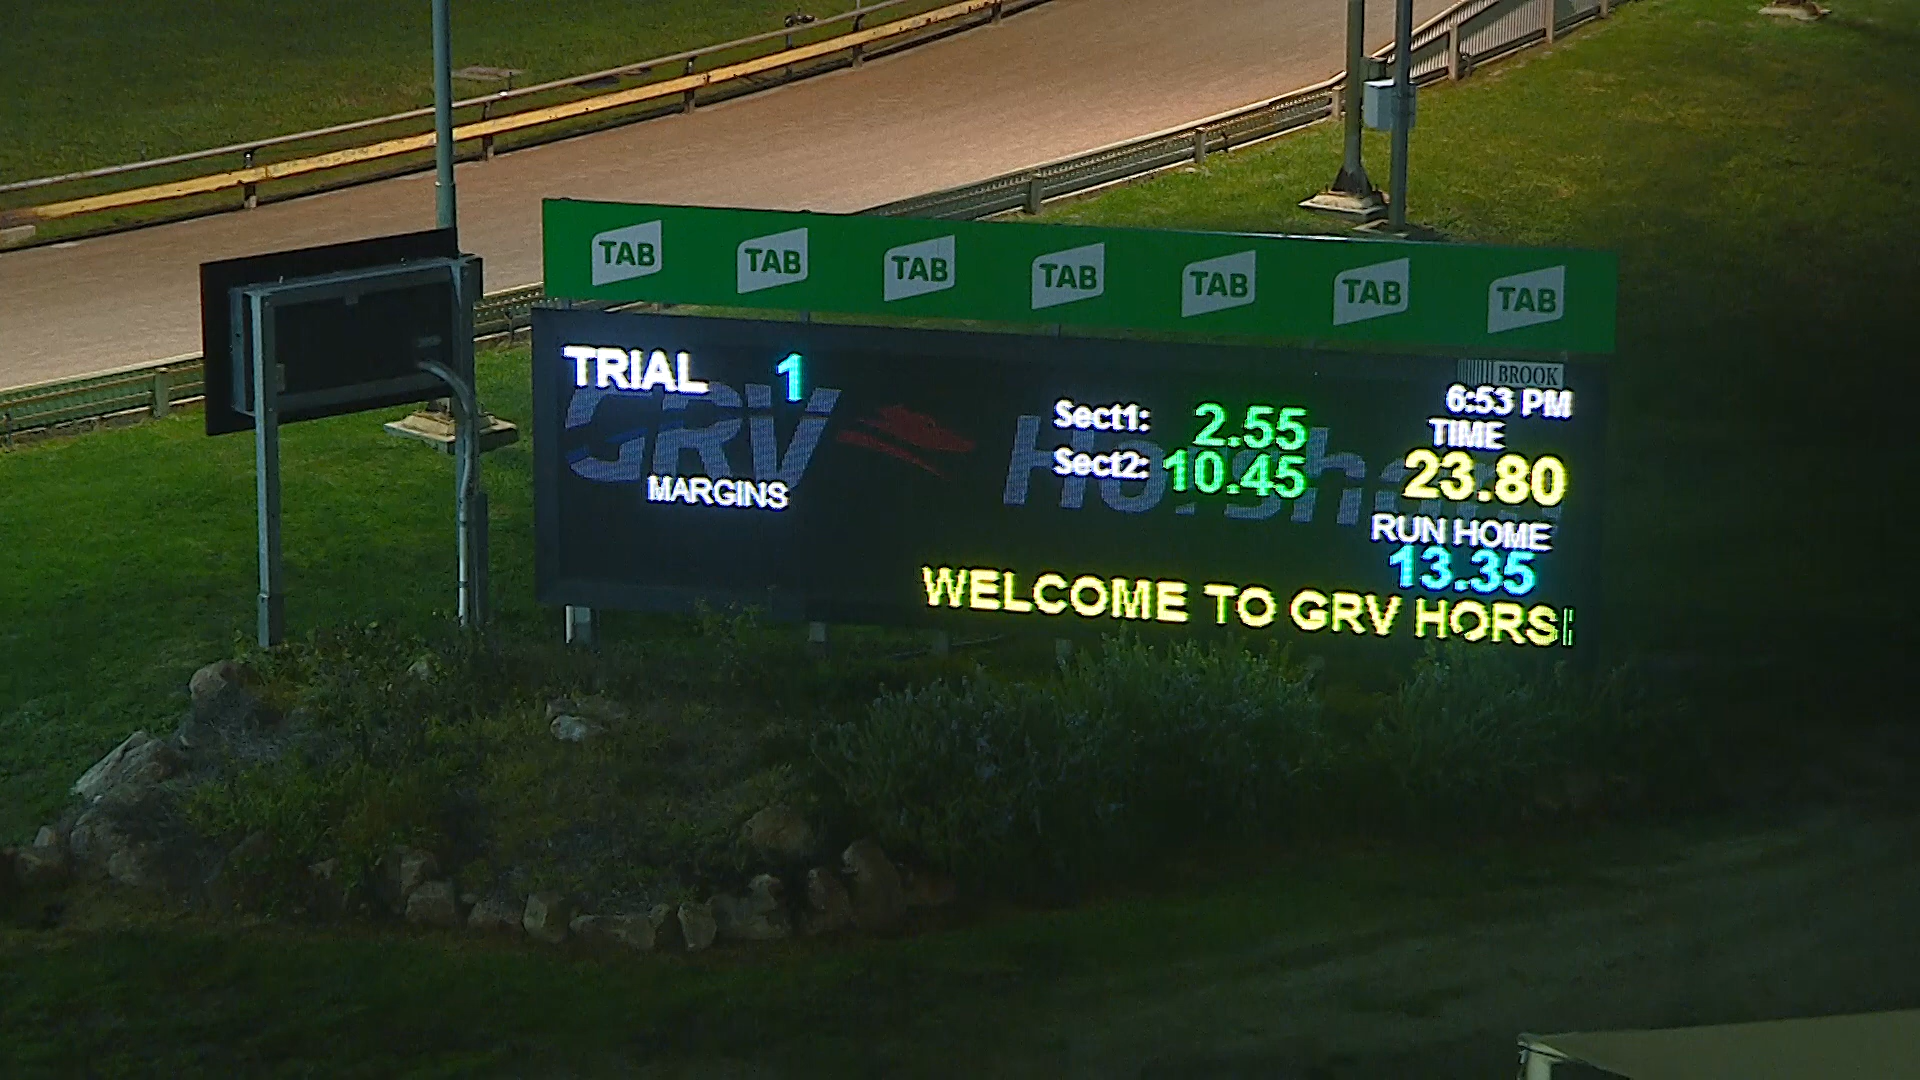 TAB TAB TAB TAB TAB TAB TAB
TRIAL 1
BROOK
6:53 PM
Sect1: 2.55
TIME
Sect2: 10.45
23.80
GRV
MARGINS
RUN HOME
13.35
WELCOME TO GRV HORS